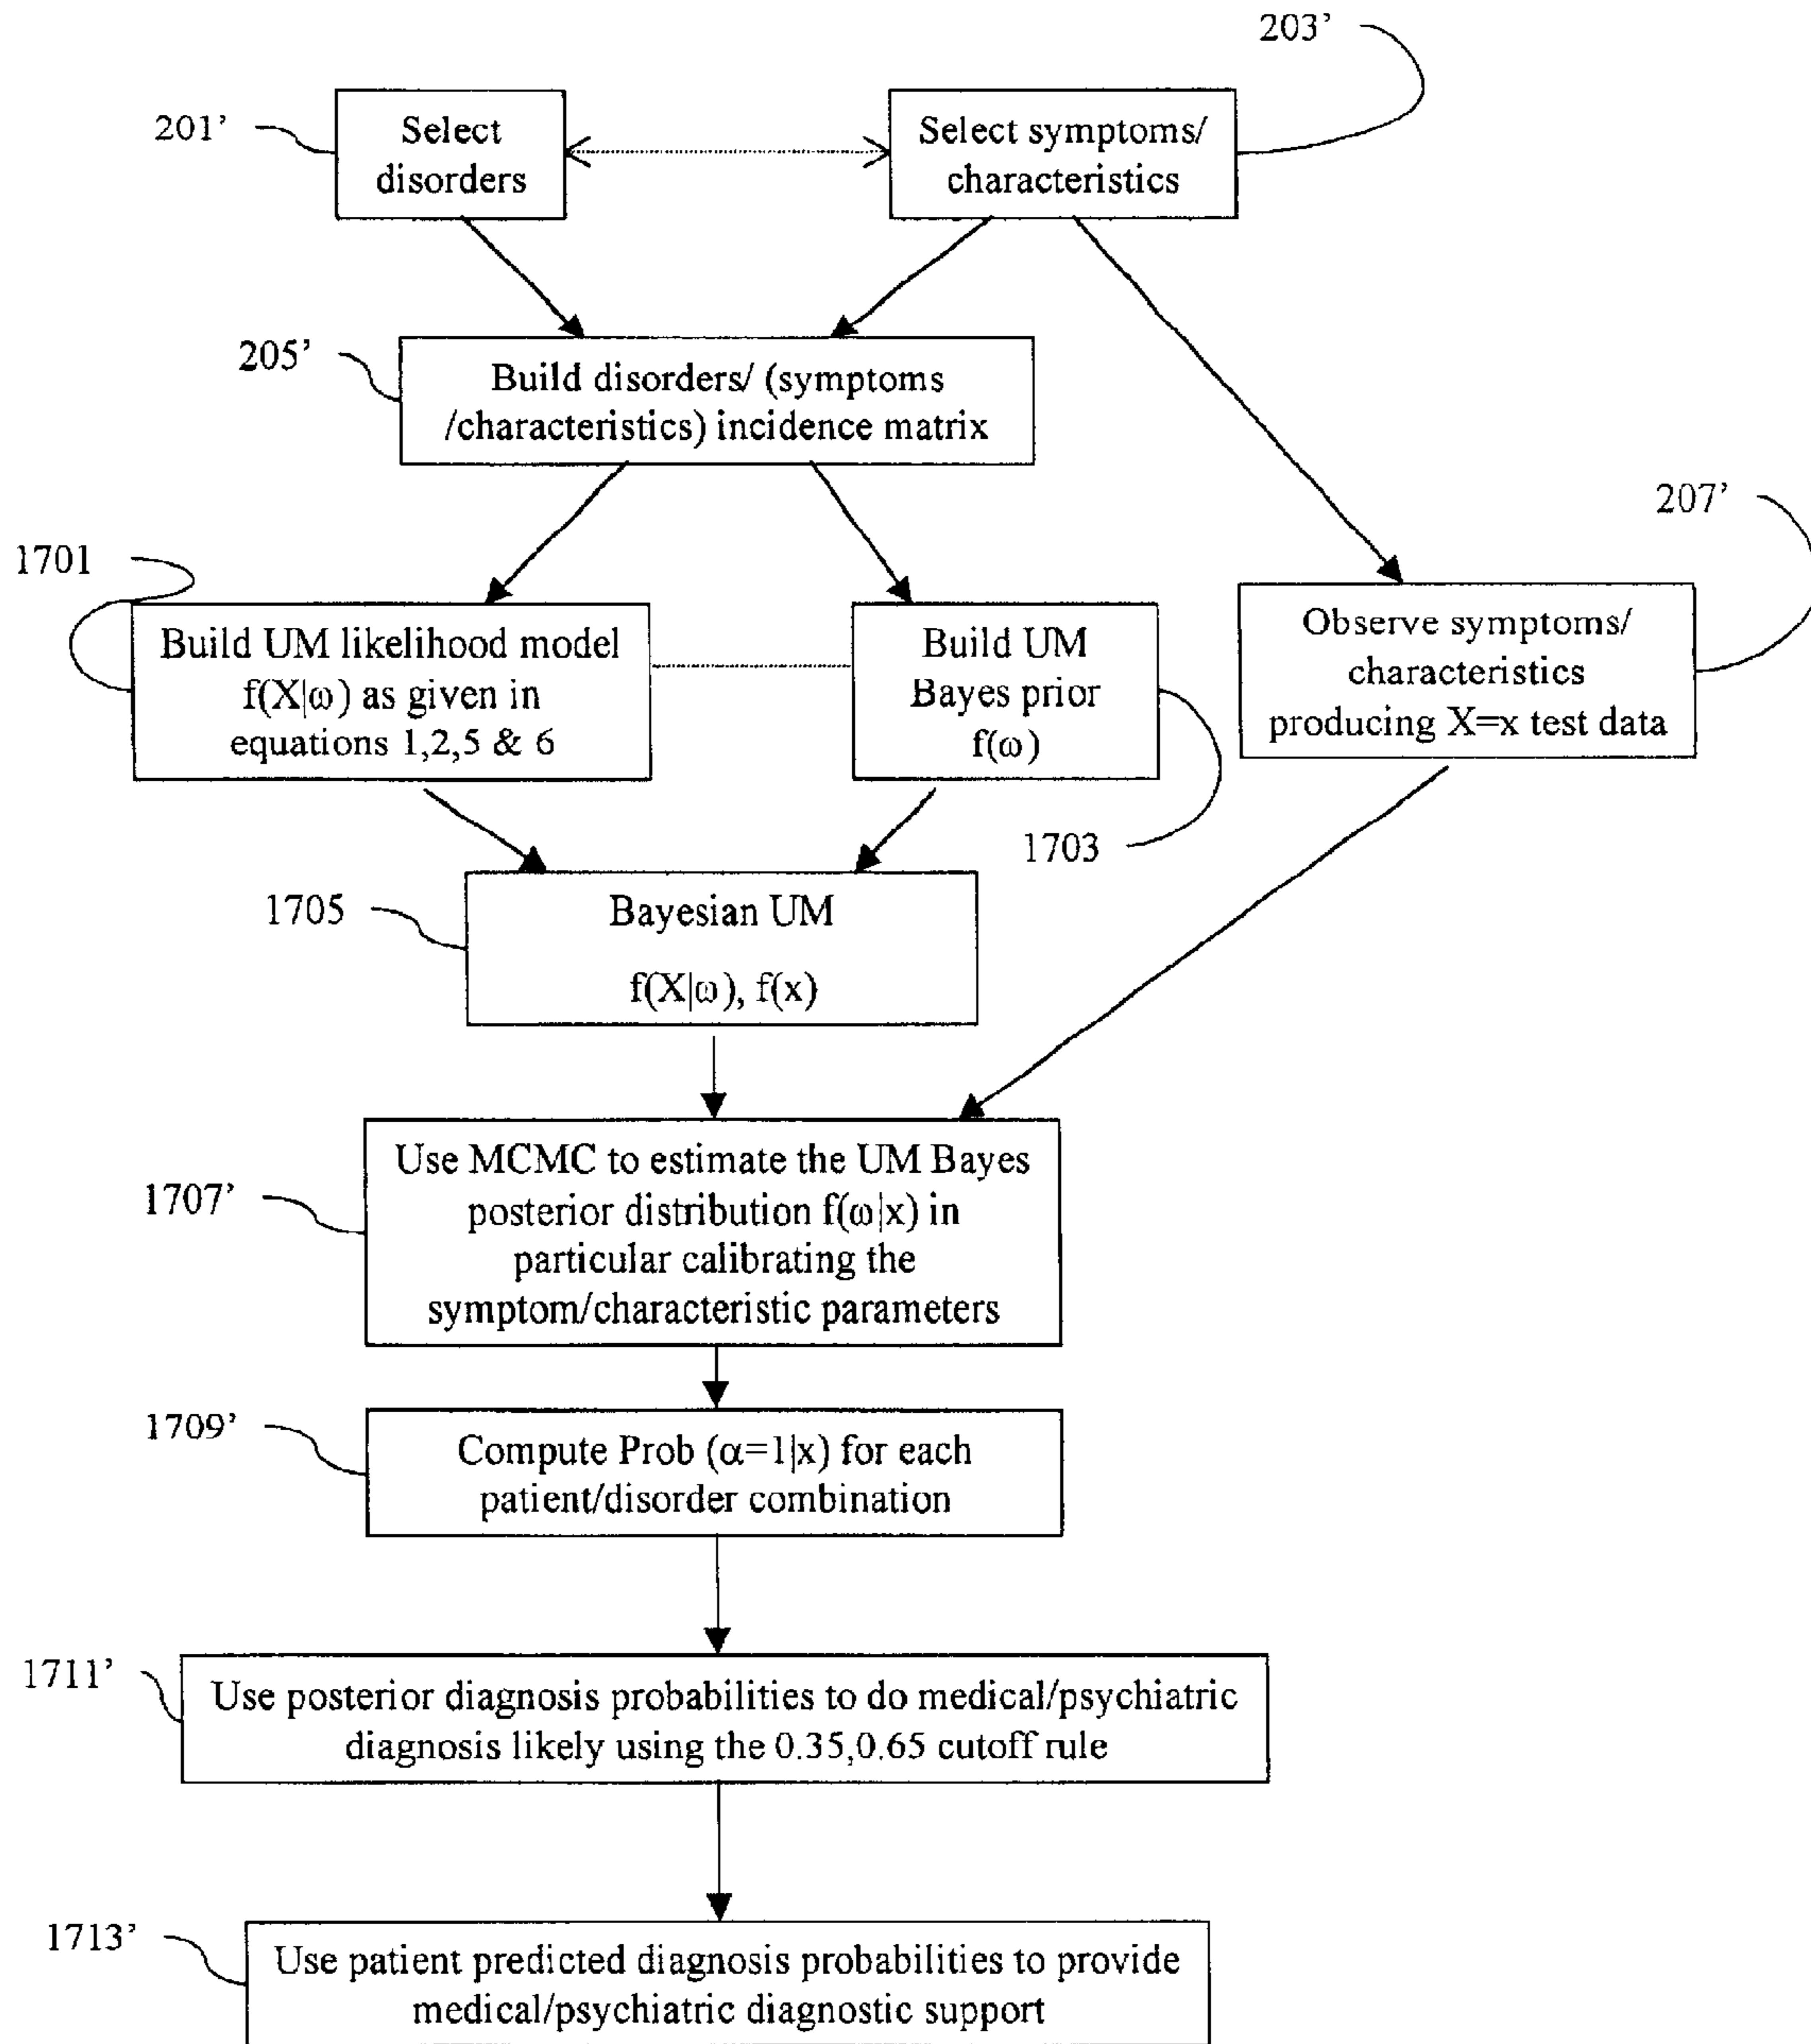 203’
201’
Select
disorders
Select symptoms/
characteristics
205’
Build disorders/ (symptoms
/characteristics) incidence matrix
207’
1701
Build UM likelihood model
f(X|ω) as given in
equations 1,2,5 & 6
Build UM
Bayes prior
f(ω)
Observe symptoms/
characteristics
producing X=x test data
1703
1705
Bayesian UM
f(X|ω), f(x)
1707’
Use MCMC to estimate the UM Bayes
posterior distribution f(ω|x) in
particular calibrating the
symptom/characteristic parameters
1709’
Compute Prob (α=1|x) for each
patient/disorder combination
1711’
Use posterior diagnosis probabilities to do medical/psychiatric
diagnosis likely using the 0.35,0.65 cutoff rule
1713’
Use patient predicted diagnosis probabilities to provide
medical/psychiatric diagnostic support